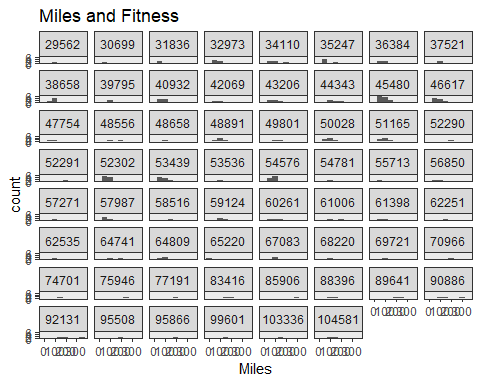 Miles and Fitness
29562 30699 31836 32973 34110 35247 36384 37521
38658 39795 40932 42069 43206 44343 45480 46617
47754 48556 48658 48891 49801 50028 51165 52290
52291 52302 53439 53536 54576 54781 55713 56850
57271 57987 58516 59124 60261 61006 61398 62251
62535 64741 64809 65220 67083 68220 69721 70966
74701 75946 77191 83416 85906 88396 89641 90886
92131 95508 95866 99601 103336 104581
count
Miles